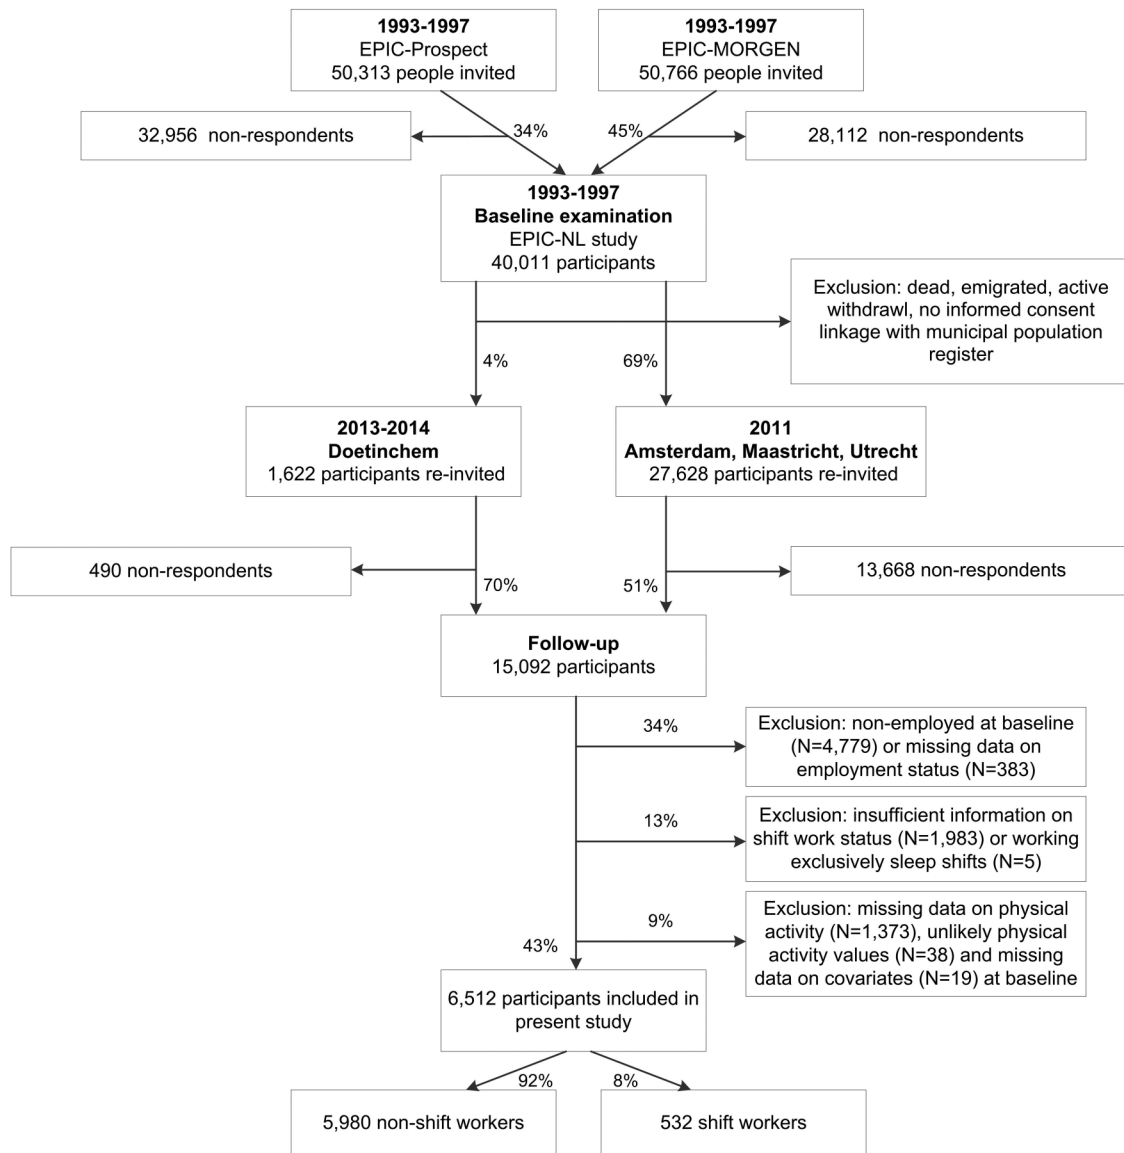 1993-1997
EPIC-Prospect
50,313 people invited
1993-1997
EPIC-MORGEN
50,766 people invited
32,956 non-respondents
34%
45%
28,112 non-respondents
1993-1997
Baseline examination
EPIC-NL study
40,011 participants
Exclusion: dead, emigrated, active
withdrawl, no informed consent
linkage with municipal population
register
4%
69%
2013-2014
Doetinchem
1,622 participants re-invited
2011
Amsterdam, Maastricht, Utrecht
27,628 participants re-invited
490 non-respondents
70%
51%
13,668 non-respondents
Follow-up
15,092 participants
34%
Exclusion: non-employed at baseline
(N=4,779) or missing data on
employment status (N=383)
13%
Exclusion: insufficient information on
shift work status (N=1,983) or working
exclusively sleep shifts (N=5)
9%
Exclusion: missing data on physical
activity (N=1,373), unlikely physical
activity values (N=38) and missing
data on covariates (N=19) at baseline
43%
6,512 participants included in
present study
92%
8%
5,980 non-shift workers
532 shift workers